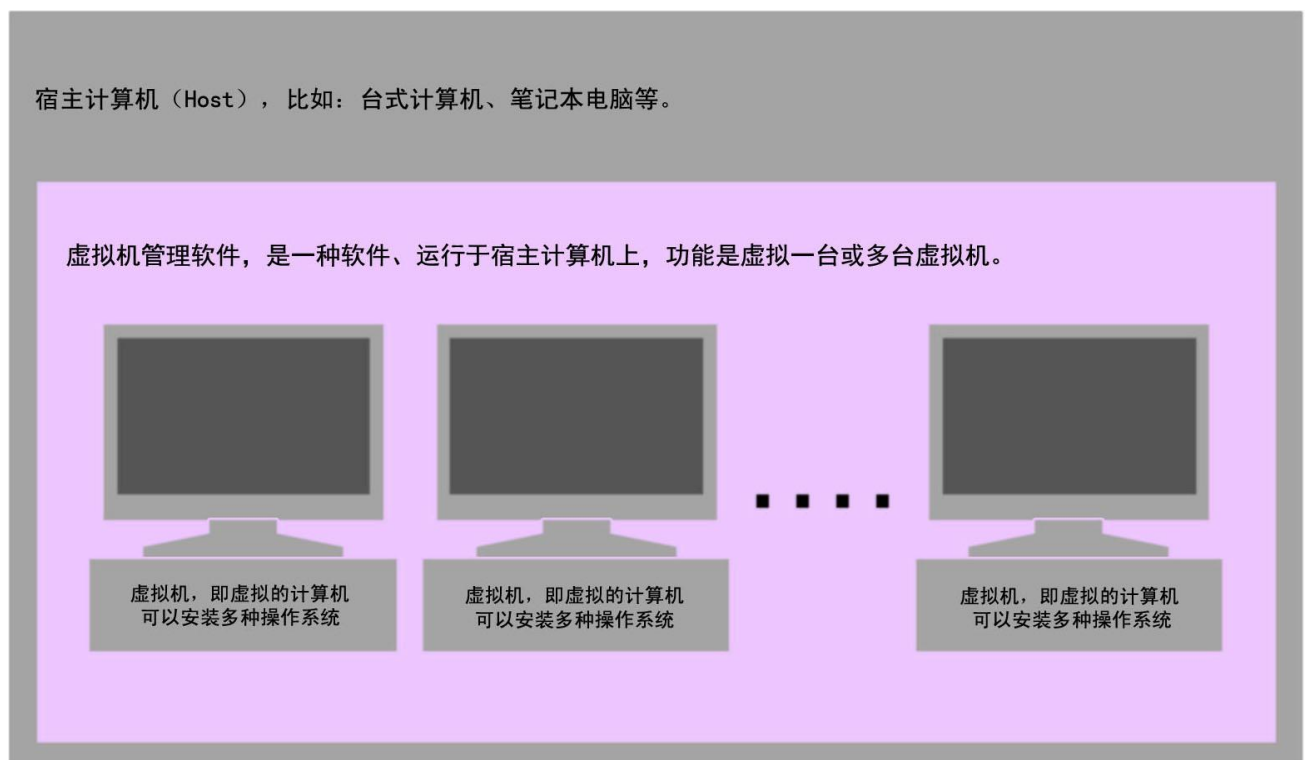 宿主计算机（Host），比如：台式计算机、笔记本电脑等。
虚拟机管理软件，是一种软件、运行于宿主计算机上，功能是虚拟一台或多台虚拟机。
虚拟机，即虚拟的计算机
可以安装多种操作系统
虚拟机，即虚拟的计算机
可以安装多种操作系统
虚拟机，即虚拟的计算机
可以安装多种操作系统